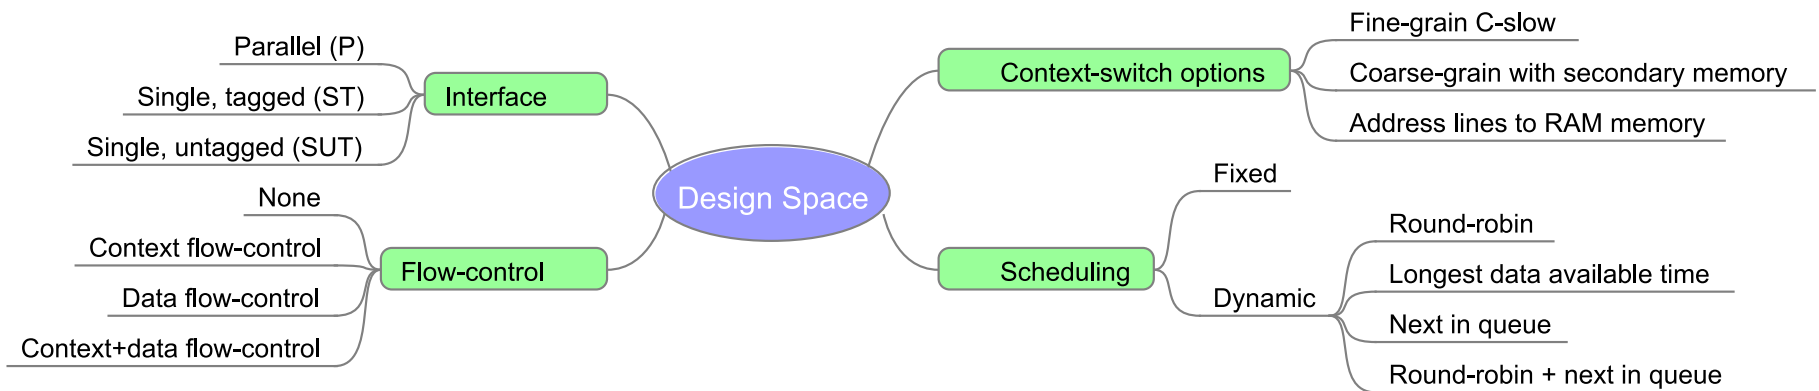 Design Space
Interface
Parallel (P)
Single, tagged (ST)
Single, untagged (SUT)
Flow-control
None
Context flow-control
Data flow-control
Context+data flow-control
Context-switch options
Fine-grain C-slow
Coarse-grain with secondary memory
Address lines to RAM memory
Scheduling
Fixed
Dynamic
Round-robin
Longest data available time
Next in queue
Round-robin + next in queue